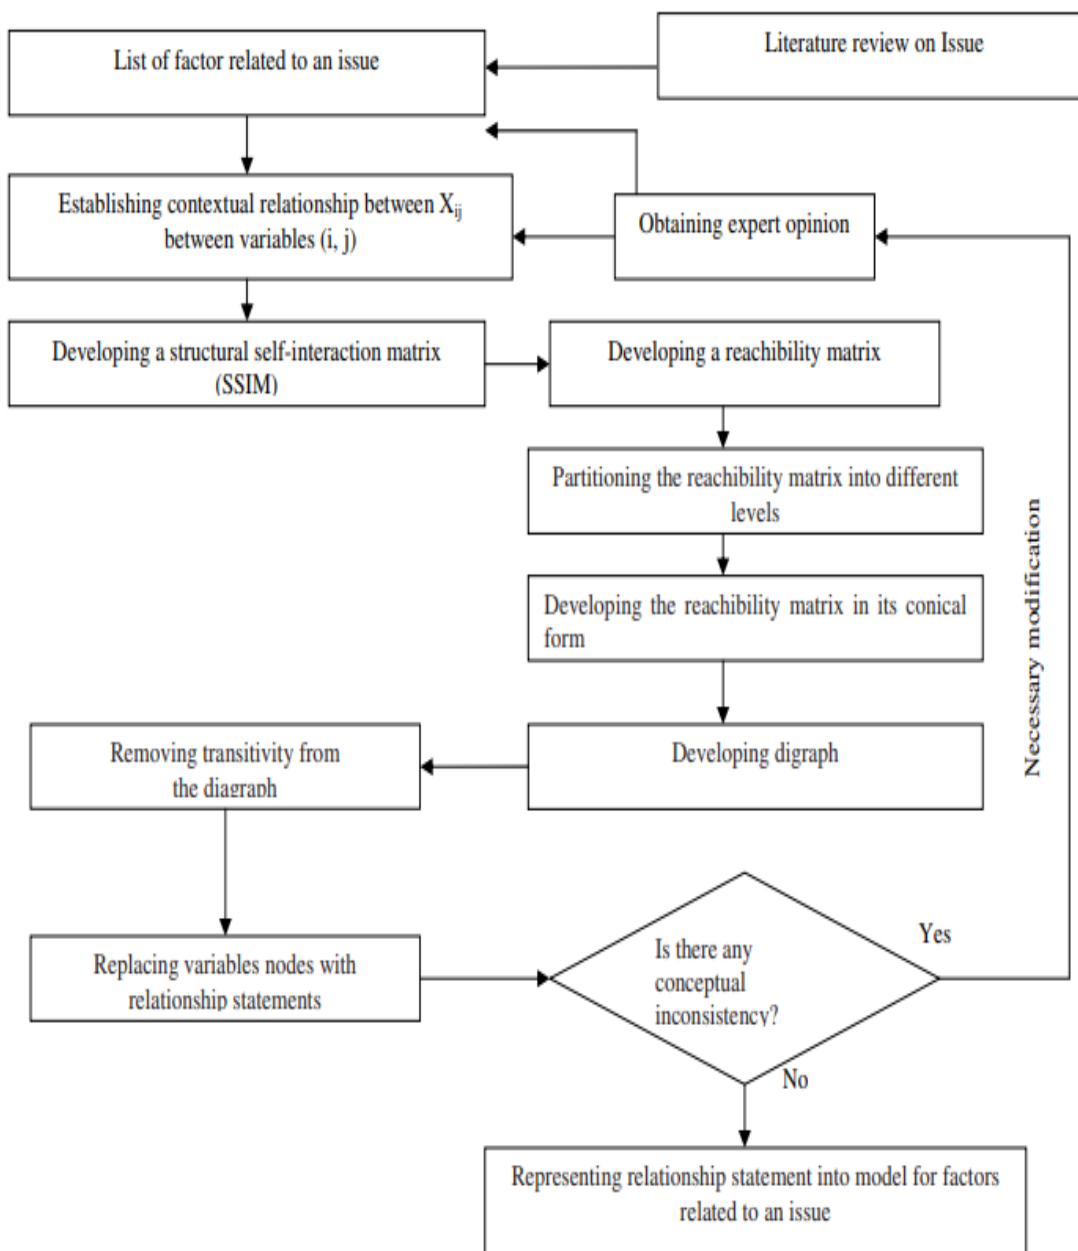 Literature review on Issue
List of factor related to an issue
Establishing contextual relationship between Xij
between variables (i, j)
Obtaining expert opinion
Developing a structural self-interaction matrix
(SSIM)
Developing a reachibility matrix
Partitioning the reachibility matrix into different
levels
Developing the reachibility matrix in its conical
form
Necessary modification
Developing digraph
Removing transitivity from
the diagraph
Replacing variables nodes with
relationship statements
Is there any
conceptual
inconsistency?
Yes
No
Representing relationship statement into model for factors
related to an issue